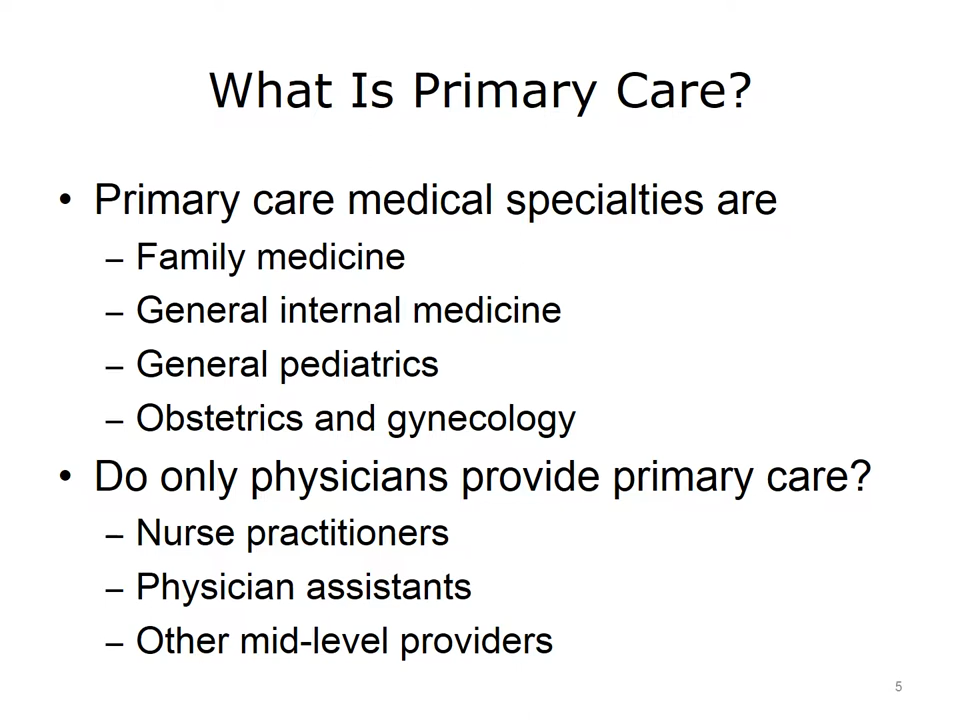 What Is Primary Care?
• Primary care medical specialties are
– Family medicine
– General internal medicine
– General pediatrics
– Obstetrics and gynecology
• Do only physicians provide primary care?
– Nurse practitioners
– Physician assistants
– Other mid-level providers
5